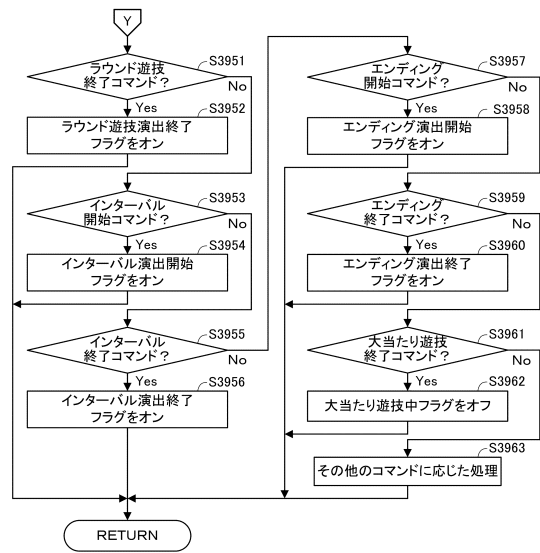 Y
ラウンド遊技
終了コマンド?
S3951
No
Yes
S3952
ラウンド遊技演出終了
フラグをオン
インターバル
開始コマンド?
S3953
No
Yes
S3954
インターバル演出開始
フラグをオン
インターバル
終了コマンド?
S3955
No
Yes
S3956
インターバル演出終了
フラグをオン
エンディング
開始コマンド?
S3957
No
Yes
S3958
エンディング演出開始
フラグをオン
エンディング
終了コマンド?
S3959
No
Yes
S3960
エンディング演出終了
フラグをオン
大当たり遊技
終了コマンド?
S3961
No
Yes
S3962
大当たり遊技中フラグをオフ
S3963
その他のコマンドに応じた処理
RETURN